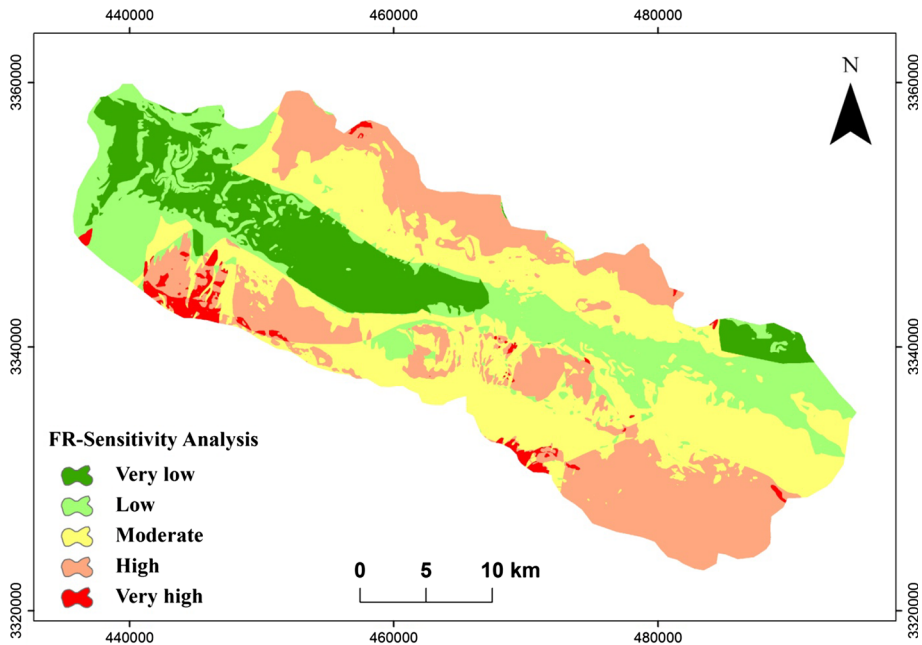 440000 460000 480000
3360000 3360000
N
3340000 3340000
FR-Sensitivity Analysis
Very low
Low
Moderate
High
Very high
0 5 10 km
3320000 3320000
440000 460000 480000